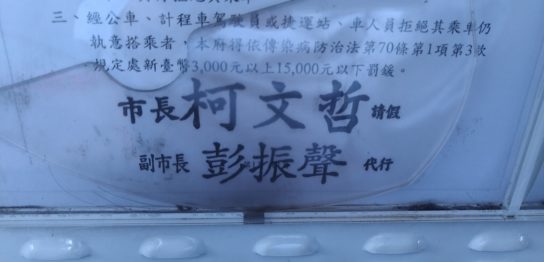 三、經公車、計程車駕駛員或捷運站、車人員拒絕其乘車仍
執意搭乘者，本府得依傳染病防治法第70條第1項第3款
規定處新臺幣3,000元以上15,000元以下罰鍰。
市長柯文哲請假
副市長彭振聲代行